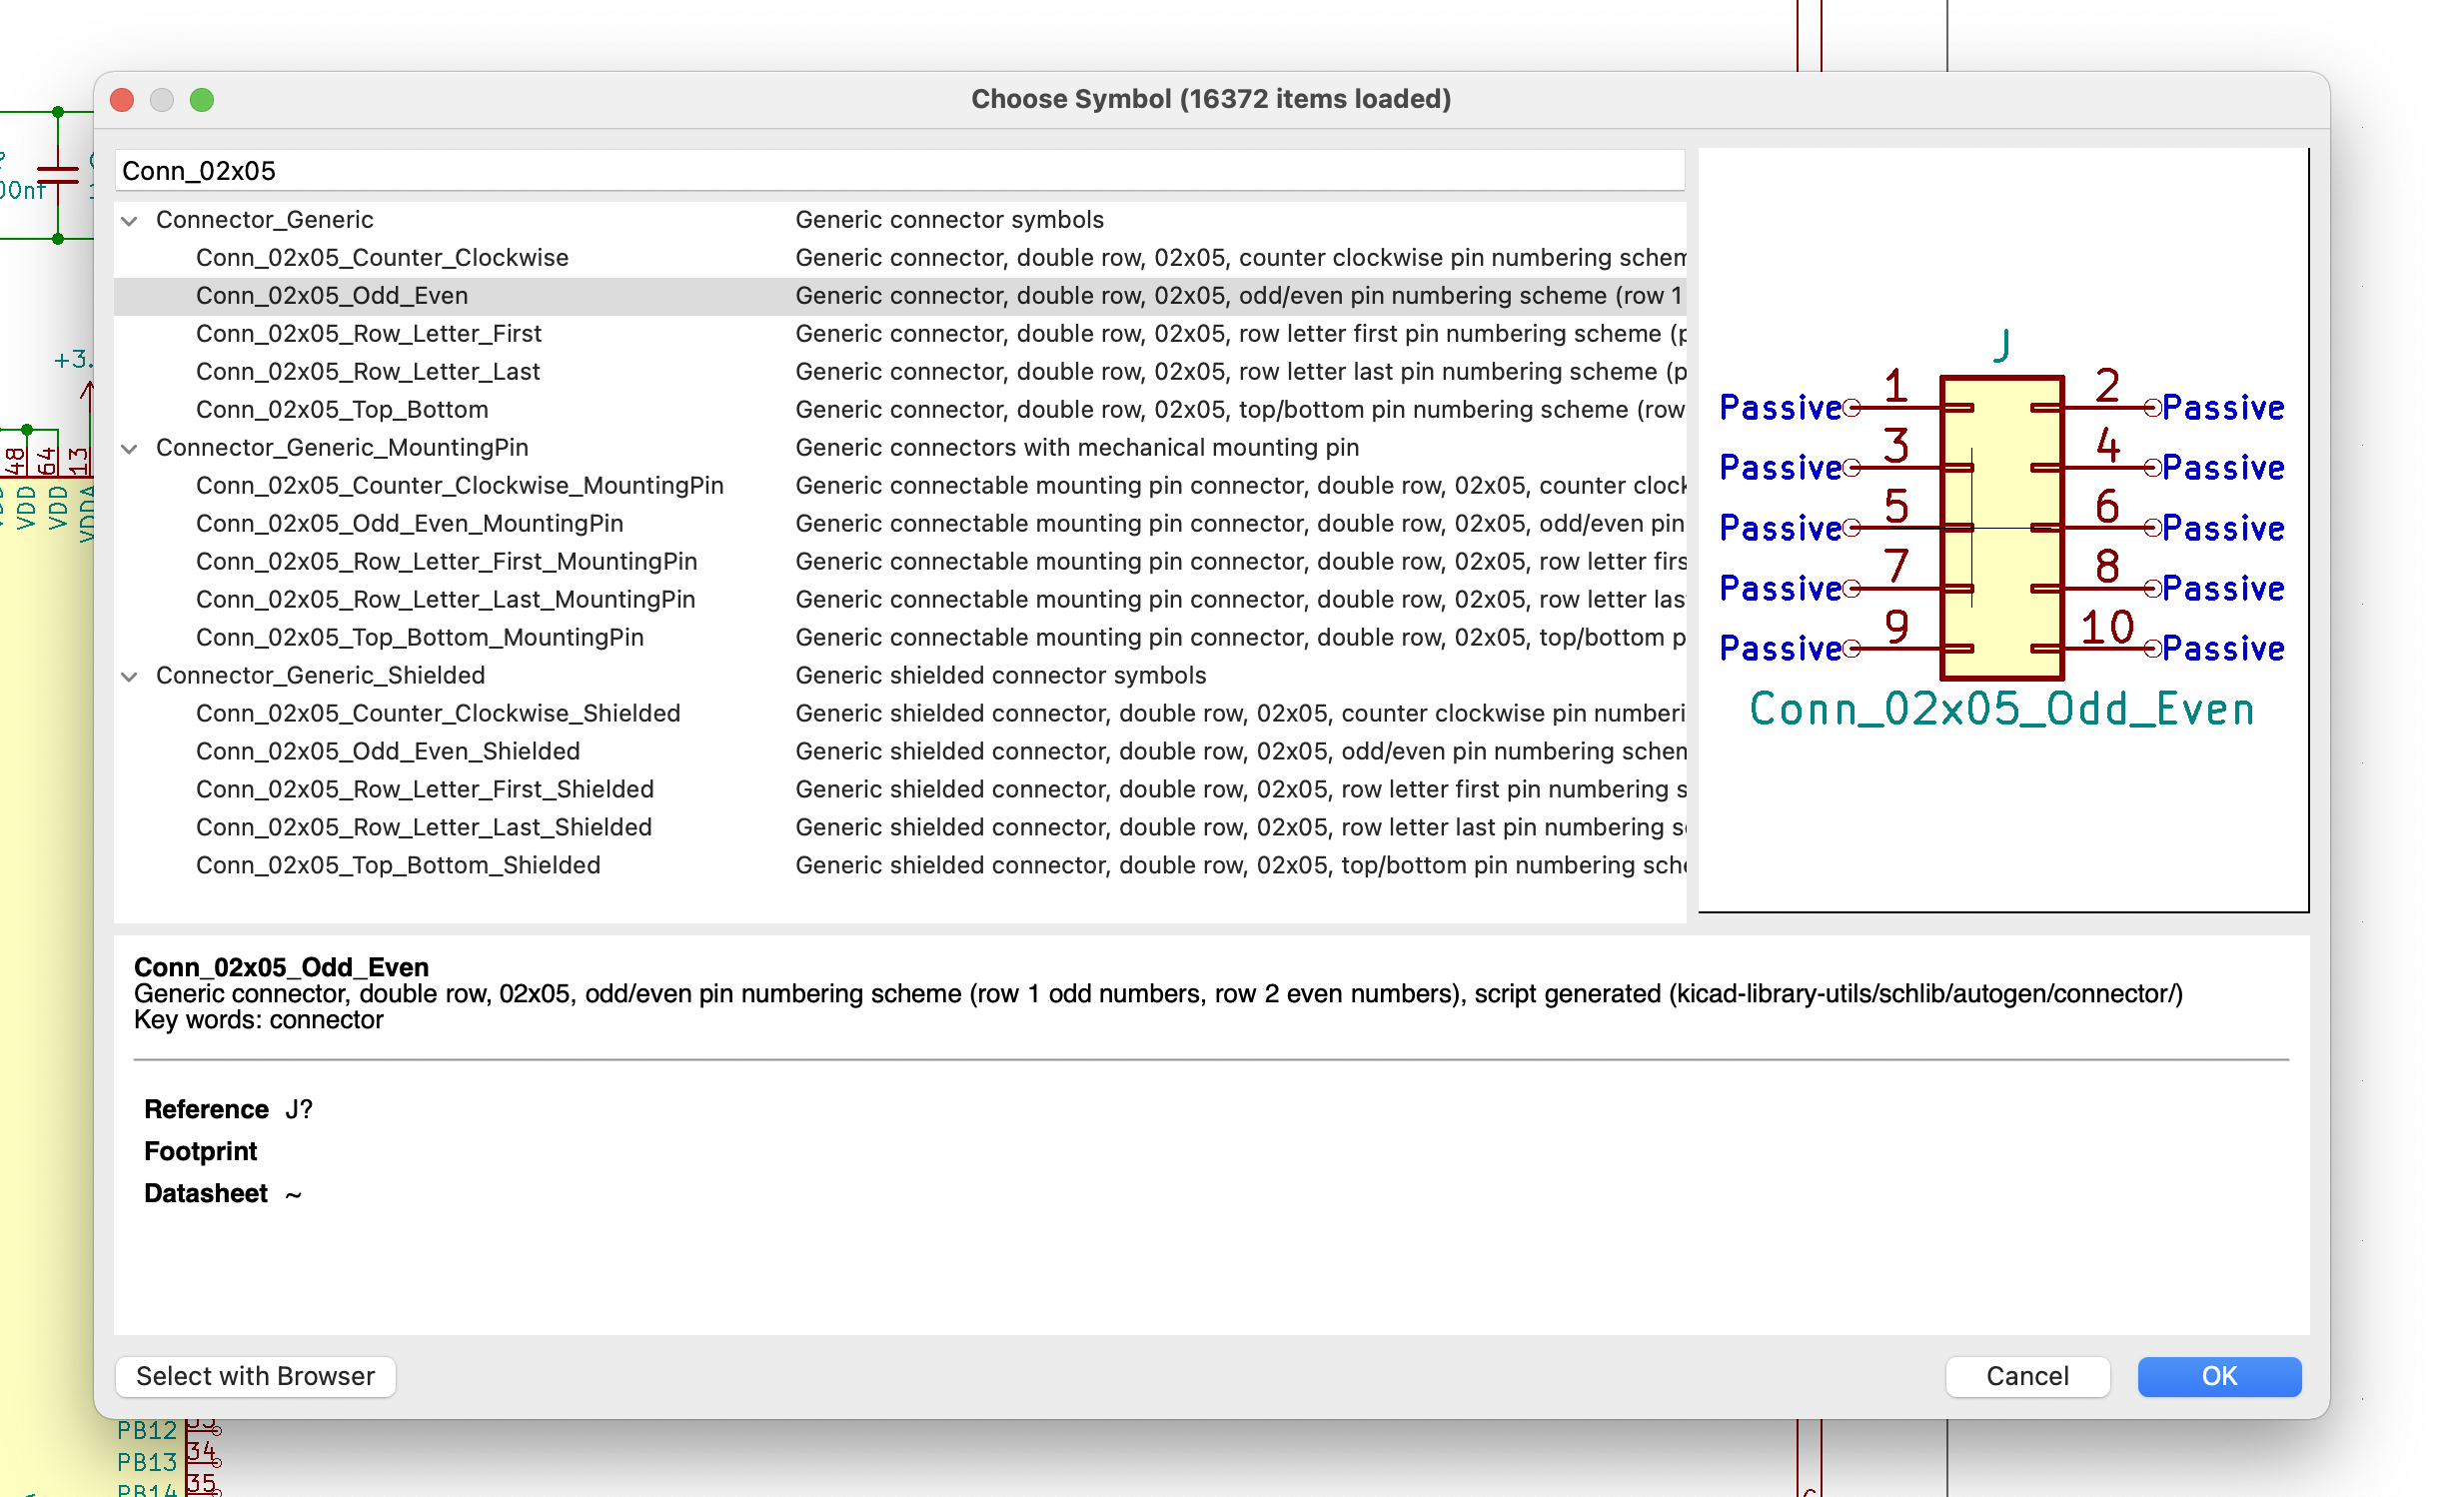 Choose Symbol (16372 items loaded)
Conn_02x05
Connector_Generic Generic connector symbols
Conn_02x05_Counter_Clockwise Generic connector, double row, 02x05, counter clockwise pin numbering
Conn_02x05_Odd_Even Generic connector, double row, 02x05, odd/even pin numbering scheme (row 1
Conn_02x05_Row_Letter_First Generic connector, double row, 02x05, row letter first pin numbering scheme (
Conn_02x05_Row_Letter_Last Generic connector, double row, 02x05, row letter last pin numbering scheme (p
Conn_02x05_Top_Bottom Generic connector, double row, 02x05, top/bottom pin numbering scheme (row
Connector_Generic_MountingPin Generic connectors with mechanical mounting pin
Conn_02x05_Counter_Clockwise_MountingPin Generic connectable mounting pin connector, double row, 02x05, counter
Conn_02x05_Odd_Even_MountingPin Generic connectable mounting pin connector, double row, 02x05, odd/even pin
Conn_02x05_Row_Letter_First_MountingPin Generic connectable mounting pin connector, double row, 02x05, row letter
Conn_02x05_Row_Letter_Last_MountingPin Generic connectable mounting pin connector, double row, 02x05, row letter
Conn_02x05_Top_Bottom_MountingPin Generic connectable mounting pin connector, double row, 02x05, top/bottom p
Connector_Generic_Shielded Generic shielded connector symbols
Conn_02x05_Counter_Clockwise_Shielded Generic shielded connector, double row, 02x05, counter clockwise pin numberi
Conn_02x05_Odd_Even_Shielded Generic shielded connector, double row, 02x05, odd/even pin numbering
Conn_02x05_Row_Letter_First_Shielded Generic shielded connector, double row, 02x05, row letter first pin numbering s
Conn_02x05_Row_Letter_Last_Shielded Generic shielded connector, double row, 02x05, row letter last pin numbering
Conn_02x05_Top_Bottom_Shielded Generic shielded connector, double row, 02x05, top/bottom pin numbering
J
Passive 1 2 Passive
Passive 3 4 Passive
Passive 5 6 Passive
Passive 7 8 Passive
Passive 9 10 Passive
Conn_02x05_Odd_Even
Conn_02x05_Odd_Even
Generic connector, double row, 02x05, odd/even pin numbering scheme (row 1 odd numbers, row 2 even numbers), script generated (kicad-library-utils/schlib/autogen/connector/)
Key words: connector
Reference J?
Footprint
Datasheet ~
Select with Browser
Cancel
OK
+3.
48
64
13
VDD
VDD
VDDA
PB12
PB13 34
PB14 35